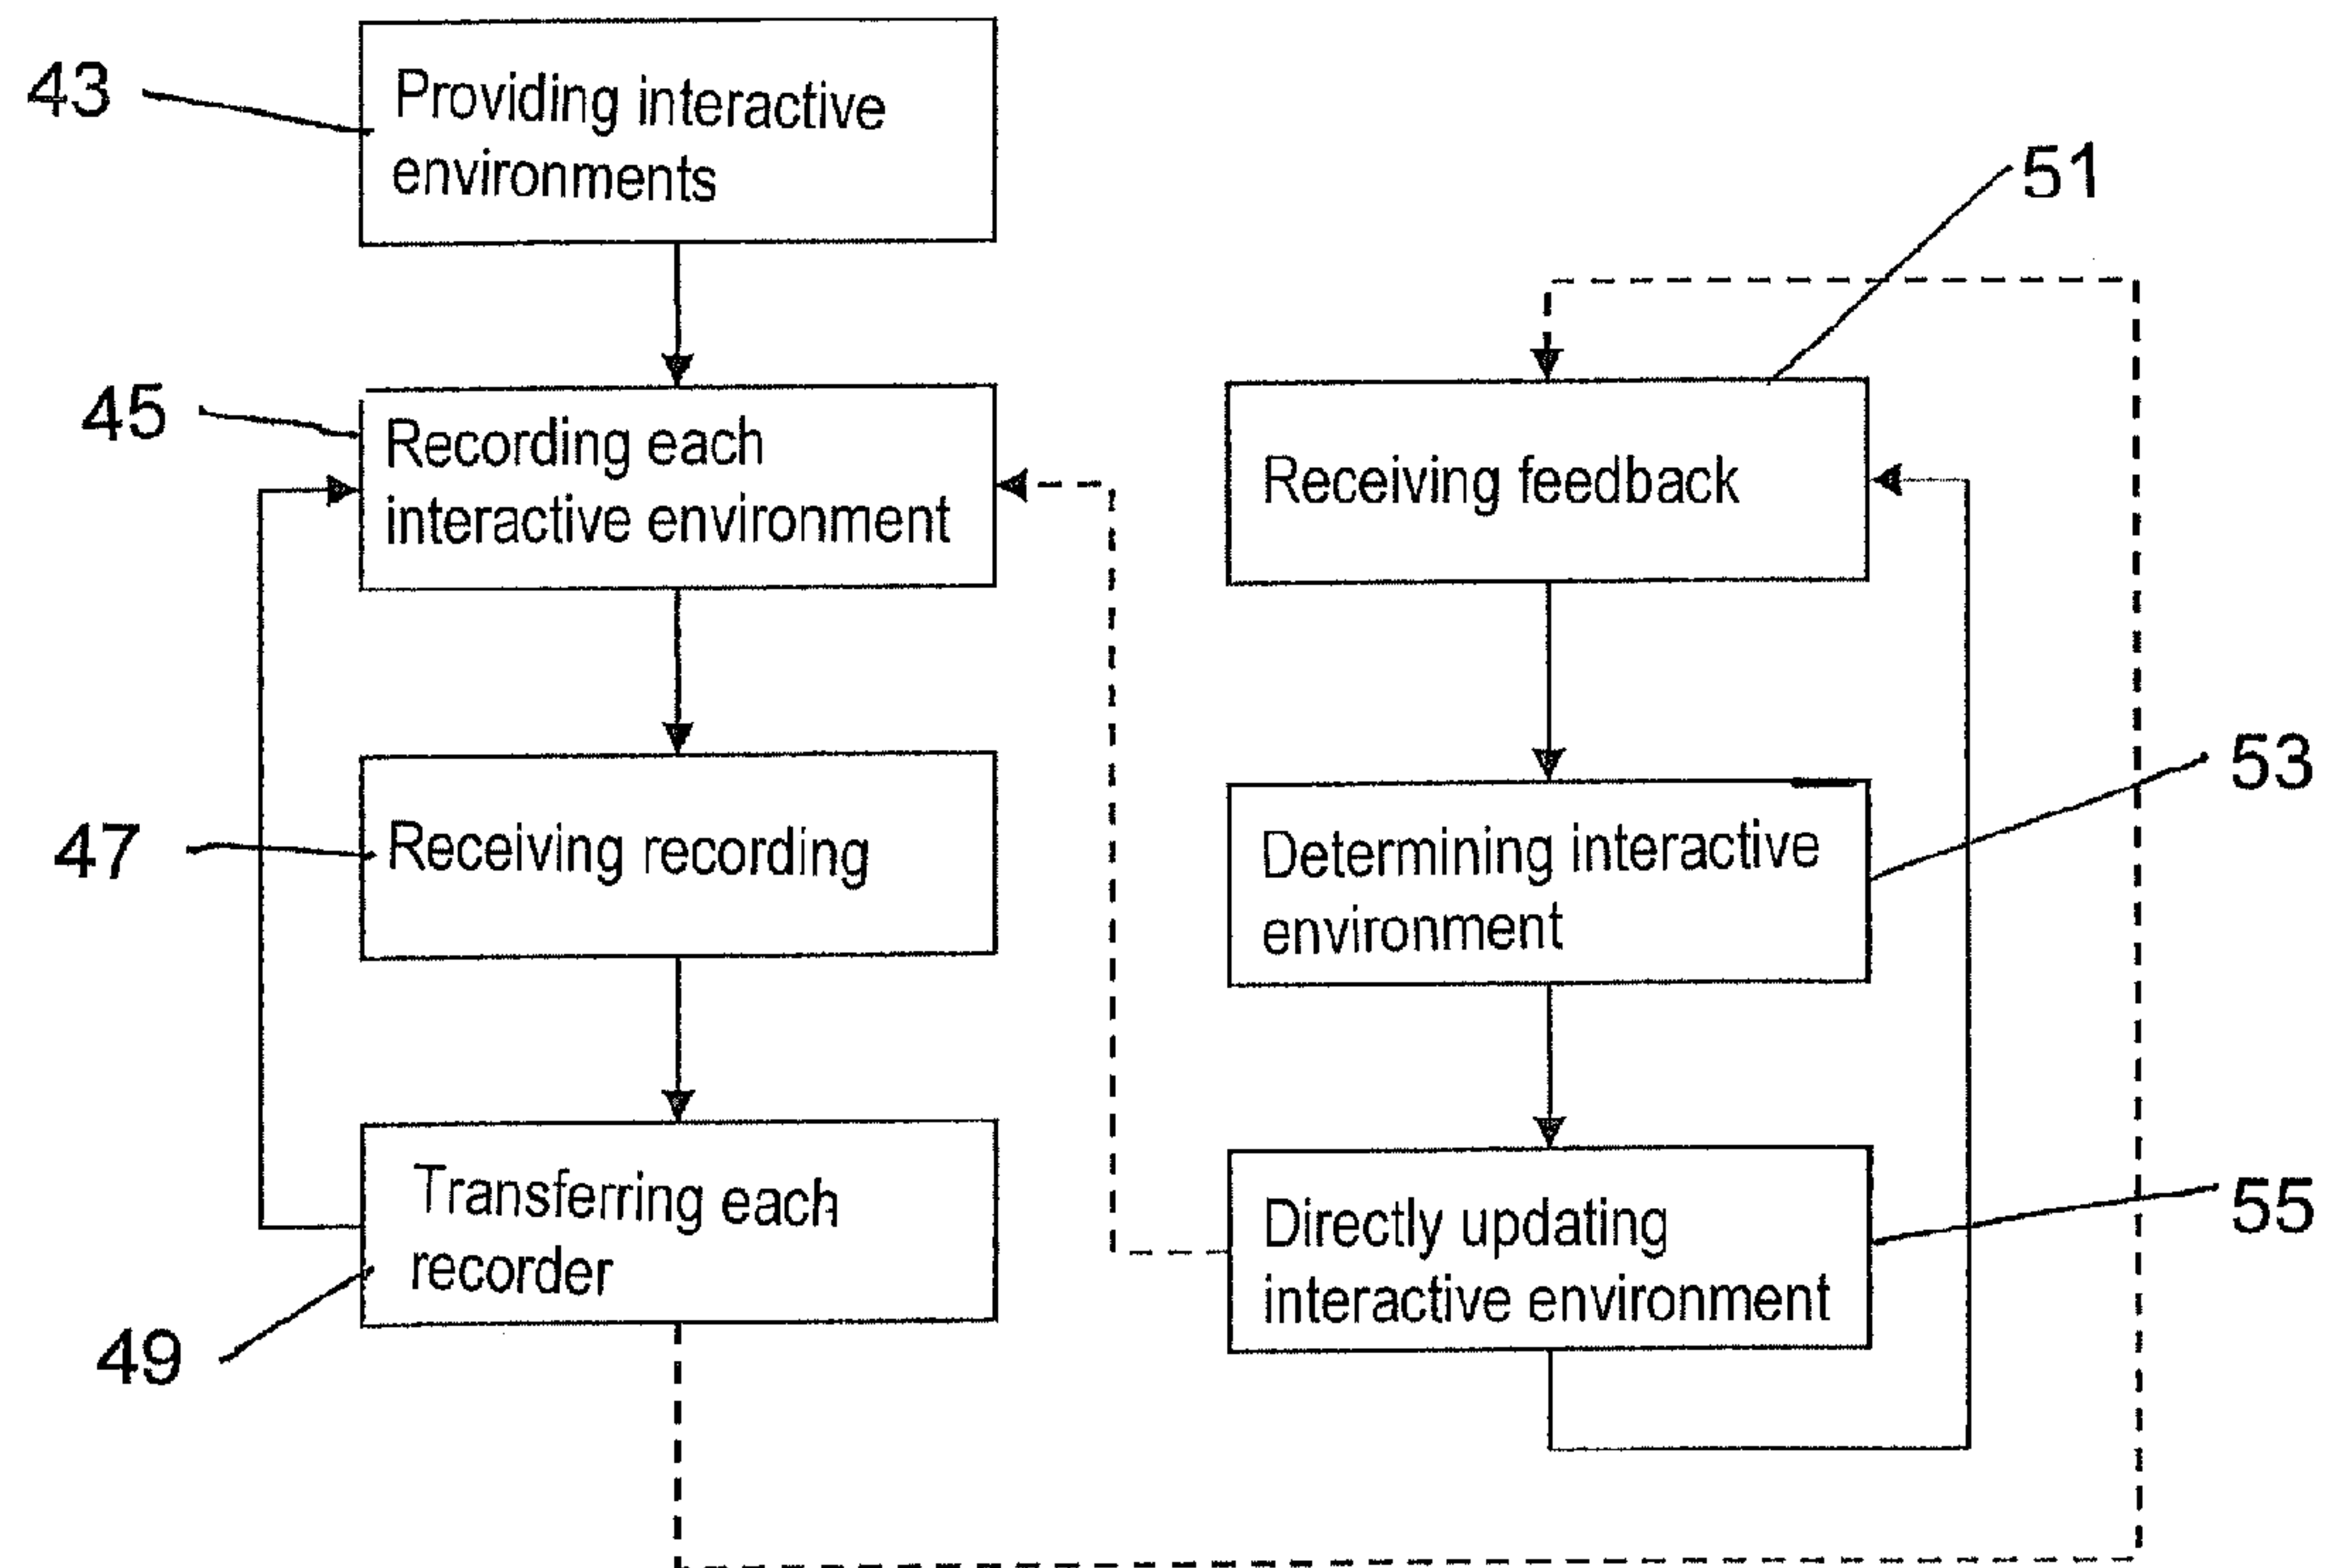 43
Providing interactive
environments
45
Recording each
interactive environment
47
Receiving recording
49
Transferring each
recorder
51
Receiving feedback
53
Determining interactive
environment
55
Directly updating
interactive environment